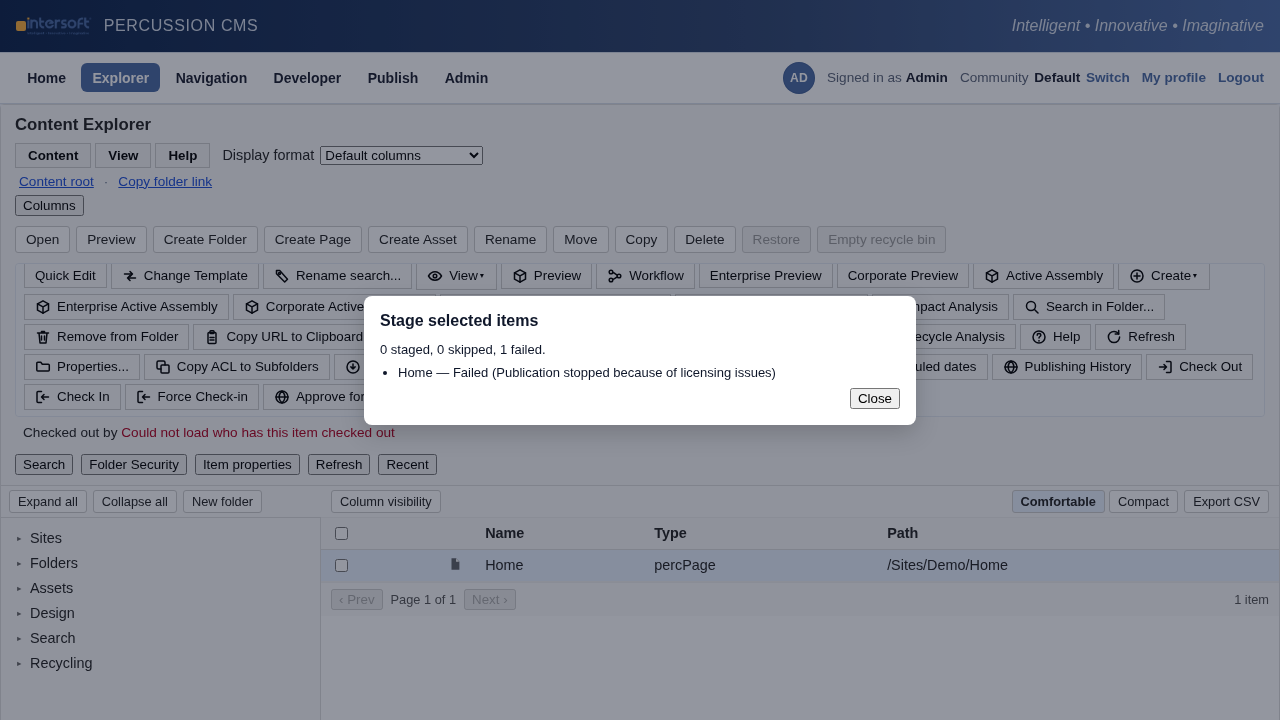 intersoft
PERCUSSION CMS
Intelligent • Innovative • Imaginative
Home
Explorer
Navigation
Developer
Publish
Admin
AD
Signed in as Admin
Community Default
Switch
My profile
Logout
Content Explorer
Content
View
Help
Display format
Default columns
Content root · Copy folder link
Columns
Open
Preview
Create Folder
Create Page
Create Asset
Rename
Move
Copy
Delete
Restore
Empty recycle bin
Quick Edit
Change Template
Rename search...
View
Preview
Workflow
Enterprise Preview
Corporate Preview
Active Assembly
Create
Enterprise Active Assembly
Corporate Active
Analysis
Search in Folder...
Remove from Folder
Copy URL to Clipboard
Analysis
Help
Refresh
Properties...
Copy ACL to Subfolders
dates
Publishing History
Check Out
Check In
Force Check-in
Approve for
Stage selected items
0 staged, 0 skipped, 1 failed.
• Home — Failed (Publication stopped because of licensing issues)
Close
Checked out by Could not load who has this item checked out
Search
Folder Security
Item properties
Refresh
Recent
Expand all
Collapse all
New folder
Column visibility
Comfortable
Compact
Export CSV
Sites
Folders
Assets
Design
Search
Recycling
Name
Type
Path
Home
percPage
/Sites/Demo/Home
‹ Prev
Page 1 of 1
Next ›
1 item